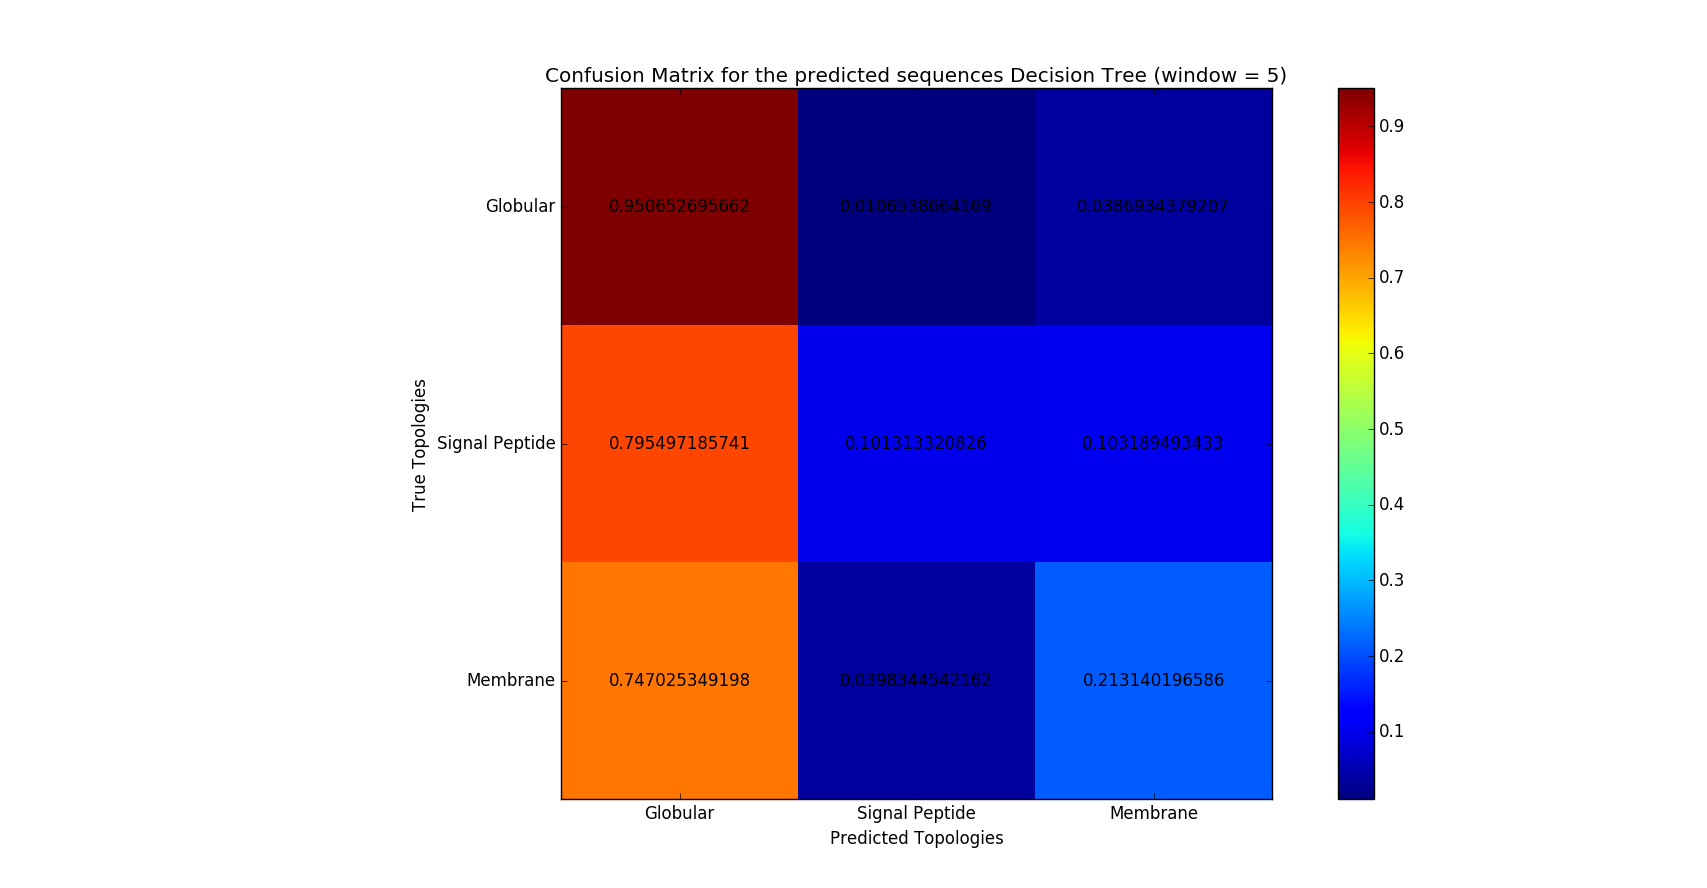 Confusion Matrix for the predicted sequences Decision Tree (window = 5)
Globular 0.950652695662 0.0106538664169 0.0386934379207
Signal Peptide 0.795497185741 0.101313320826 0.103189493433
Membrane 0.747025349198 0.0398344542162 0.213140196586
True Topologies
Globular Signal Peptide Membrane
Predicted Topologies
0.9
0.8
0.7
0.6
0.5
0.4
0.3
0.2
0.1